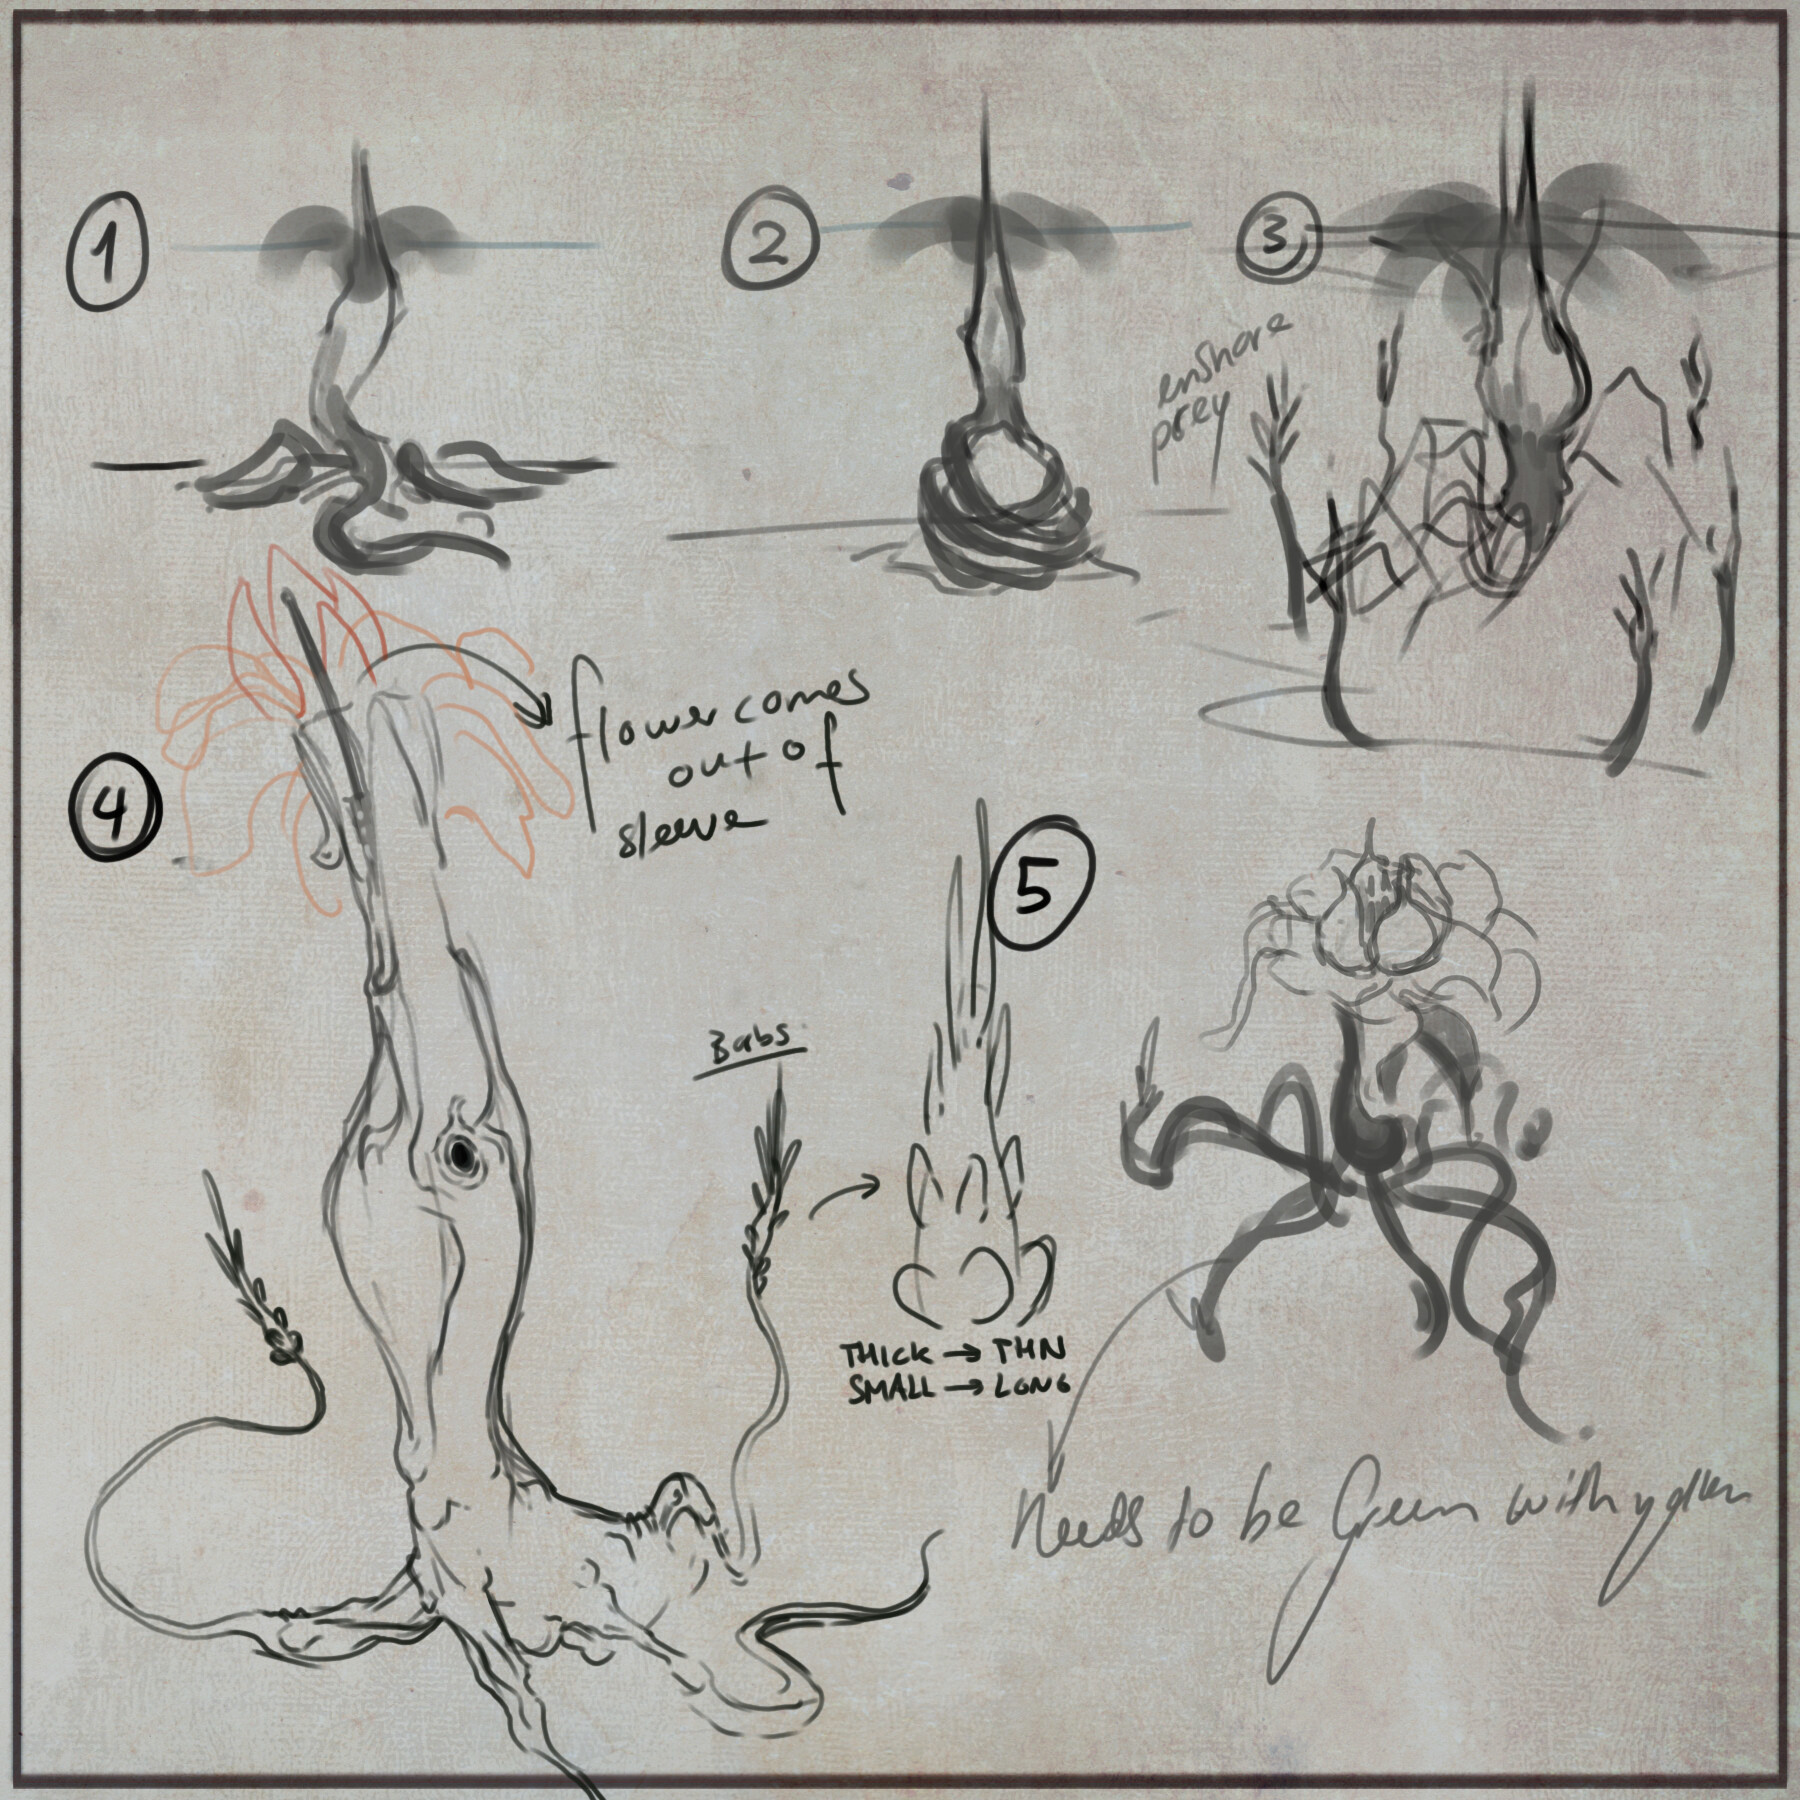 1
2
3
enshare
prey
4
flower comes
out of
sleeve
Babs
5
THICK → THN
SMALL → LONG
Needs to be Green with